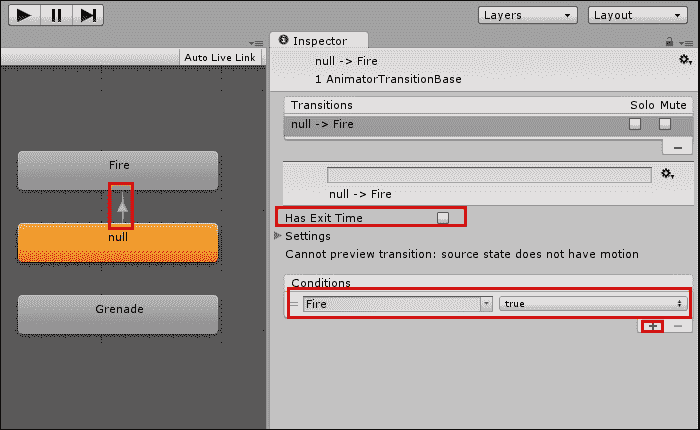 Layers
Layout
Auto Live Link
Inspector
null -> Fire
1 AnimatorTransitionBase
Transitions
Solo
Mute
null -> Fire
null -> Fire
Has Exit Time
Settings
Cannot preview transition: source state does not have motion
Conditions
Fire
true
Fire
null
Grenade